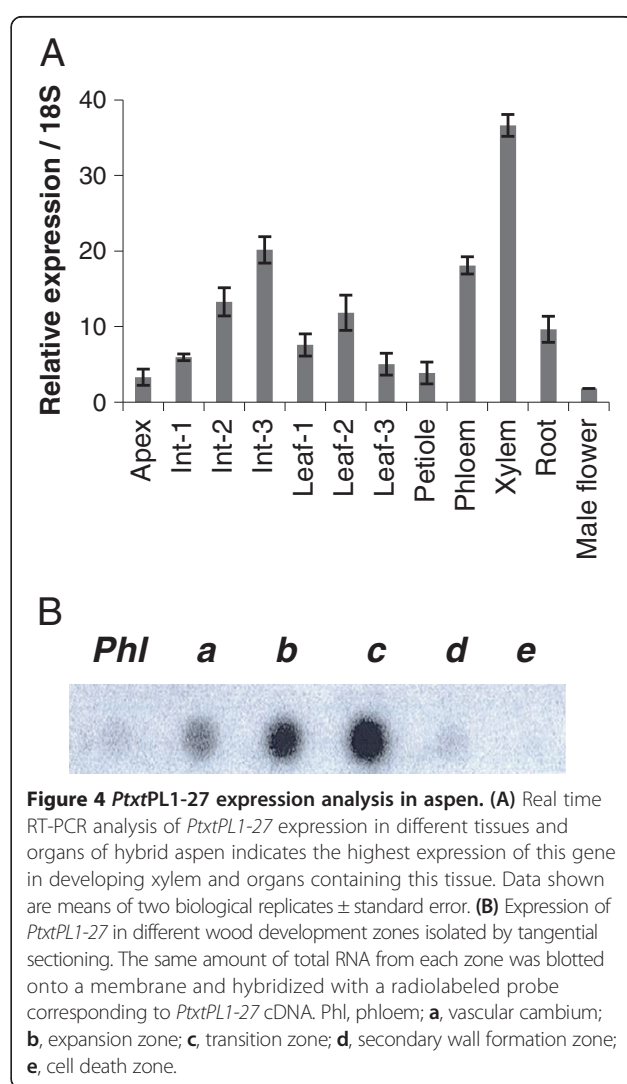 A
Relative expression / 18S
40
30
20
10
0
Apex
Int-1
Int-2
Int-3
Leaf-1
Leaf-2
Leaf-3
Petiole
Phloem
Xylem
Root
Male flower
B
Phl a b c d e
Figure 4 PtxtPL1-27 expression analysis in aspen. (A) Real time
RT-PCR analysis of PtxtPL1-27 expression in different tissues and
organs of hybrid aspen indicates the highest expression of this gene
in developing xylem and organs containing this tissue. Data shown
are means of two biological replicates ± standard error. (B) Expression of
PtxtPL1-27 in different wood development zones isolated by tangential
sectioning. The same amount of total RNA from each zone was blotted
onto a membrane and hybridized with a radiolabeled probe
corresponding to PtxtPL1-27 cDNA. Phl, phloem; a, vascular cambium;
b, expansion zone; c, transition zone; d, secondary wall formation zone;
e, cell death zone.